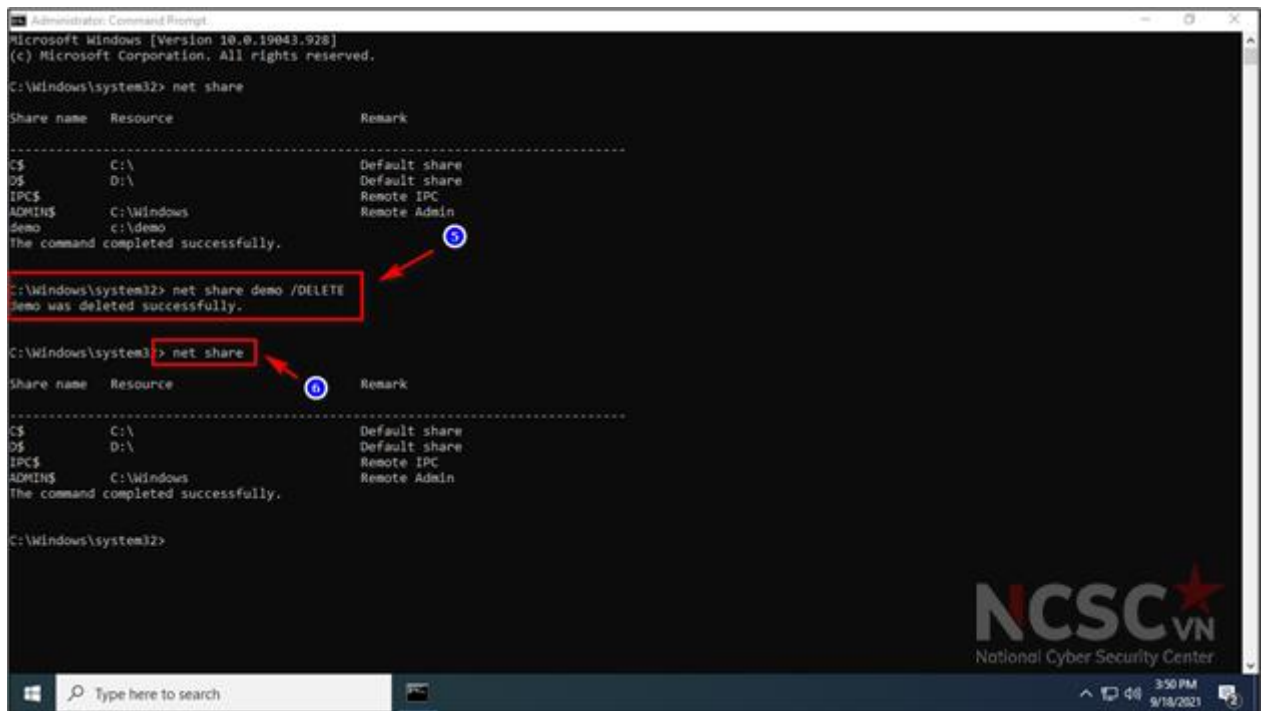 Administrator: Command Prompt
Microsoft Windows [Version 10.0.19043.928]
(c) Microsoft Corporation. All rights reserved.
C:\Windows\system32> net share
Share name Resource Remark
-------------------------------------------------------------------------------
C$ C:\ Default share
D$ D:\ Default share
IPC$ Remote IPC
ADMIN$ C:\Windows Remote Admin
demo c:\demo
The command completed successfully.
5
C:\Windows\system32> net share demo /DELETE
demo was deleted successfully.
C:\Windows\system32> net share
6
Share name Resource Remark
-------------------------------------------------------------------------------
C$ C:\ Default share
D$ D:\ Default share
IPC$ Remote IPC
ADMIN$ C:\Windows Remote Admin
The command completed successfully.
C:\Windows\system32>
NCSC VN
National Cyber Security Center
Type here to search
3:50 PM
9/18/2021
2